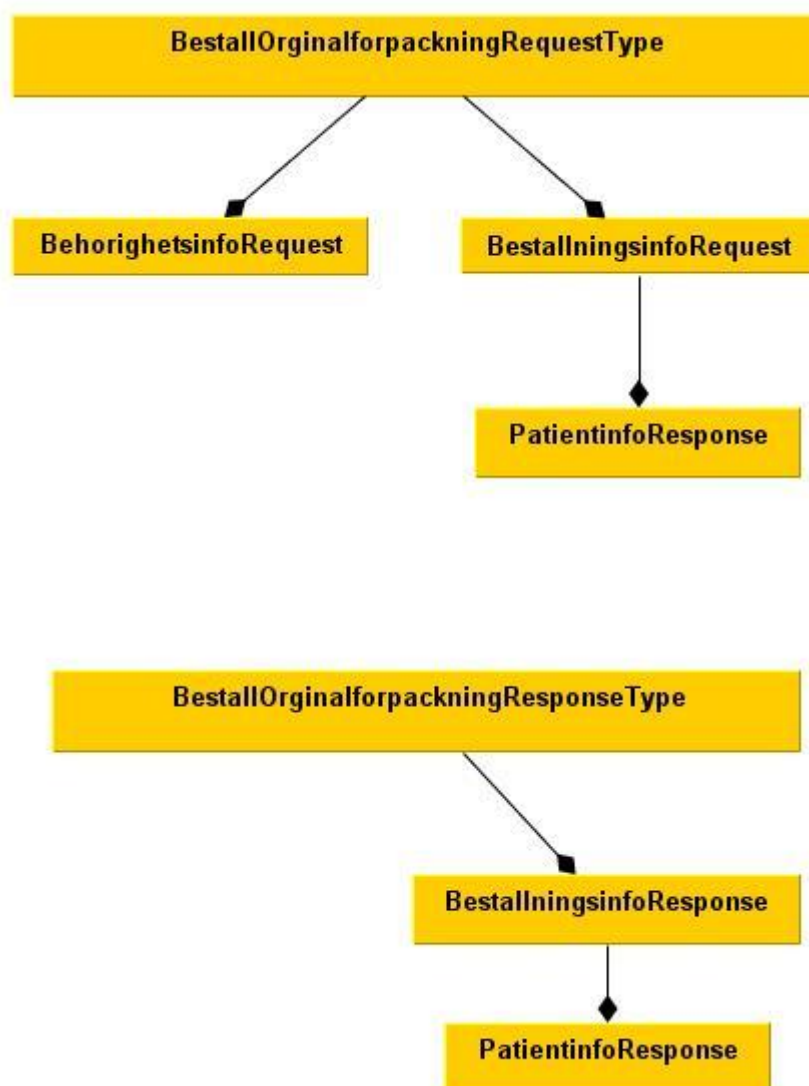 BestallOrginalforpackningRequestType
BehorighetsinfoRequest
BestallningsinfoRequest
PatientinfoResponse
BestallOrginalforpackningResponseType
BestallningsinfoResponse
PatientinfoResponse